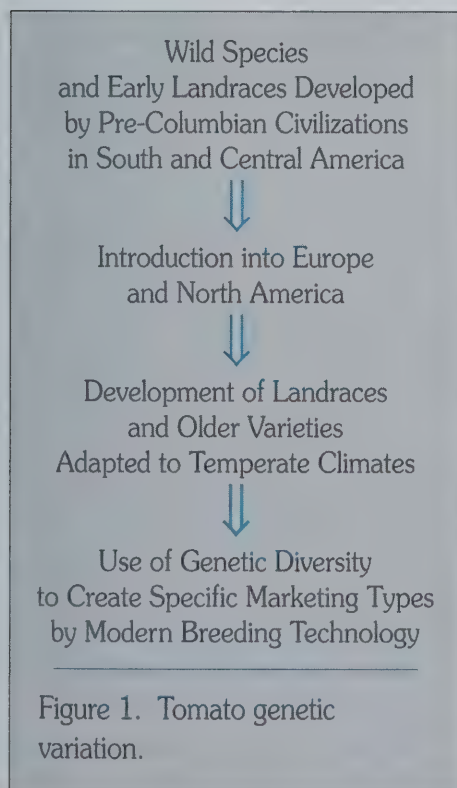 Wild Species
and Early Landraces Developed
by Pre-Columbian Civilizations
in South and Central America
Introduction into Europe
and North America
Development of Landraces
and Older Varieties
Adapted to Temperate Climates
Use of Genetic Diversity
to Create Specific Marketing Types
by Modern Breeding Technology
Figure 1. Tomato genetic
variation.